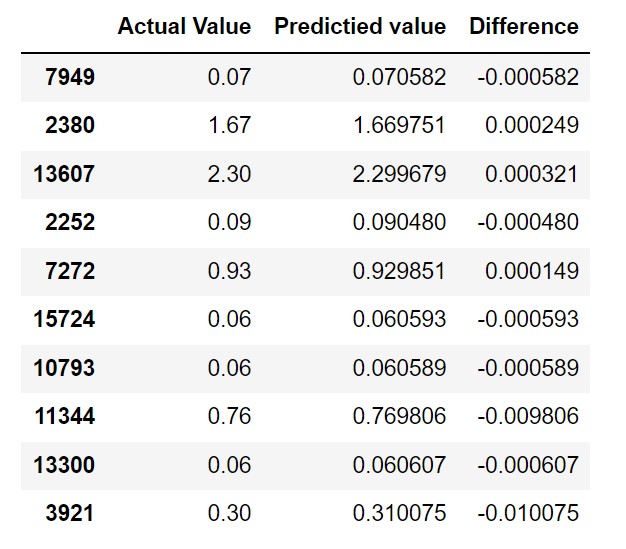 Actual Value Predictied value Difference
7949 0.07 0.070582 -0.000582
2380 1.67 1.669751 0.000249
13607 2.30 2.299679 0.000321
2252 0.09 0.090480 -0.000480
7272 0.93 0.929851 0.000149
15724 0.06 0.060593 -0.000593
10793 0.06 0.060589 -0.000589
11344 0.76 0.769806 -0.009806
13300 0.06 0.060607 -0.000607
3921 0.30 0.310075 -0.010075